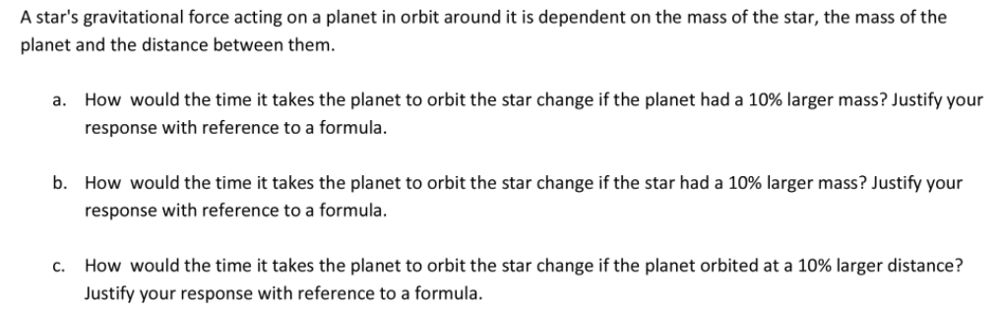 A star's gravitational force acting on a planet in orbit around it is dependent on the mass of the star, the mass of the
planet and the distance between them.
a. How would the time it takes the planet to orbit the star change if the planet had a 10% larger mass? Justify your
response with reference to a formula.
b. How would the time it takes the planet to orbit the star change if the star had a 10% larger mass? Justify your
response with reference to a formula.
c. How would the time it takes the planet to orbit the star change if the planet orbited at a 10% larger distance?
Justify your response with reference to a formula.